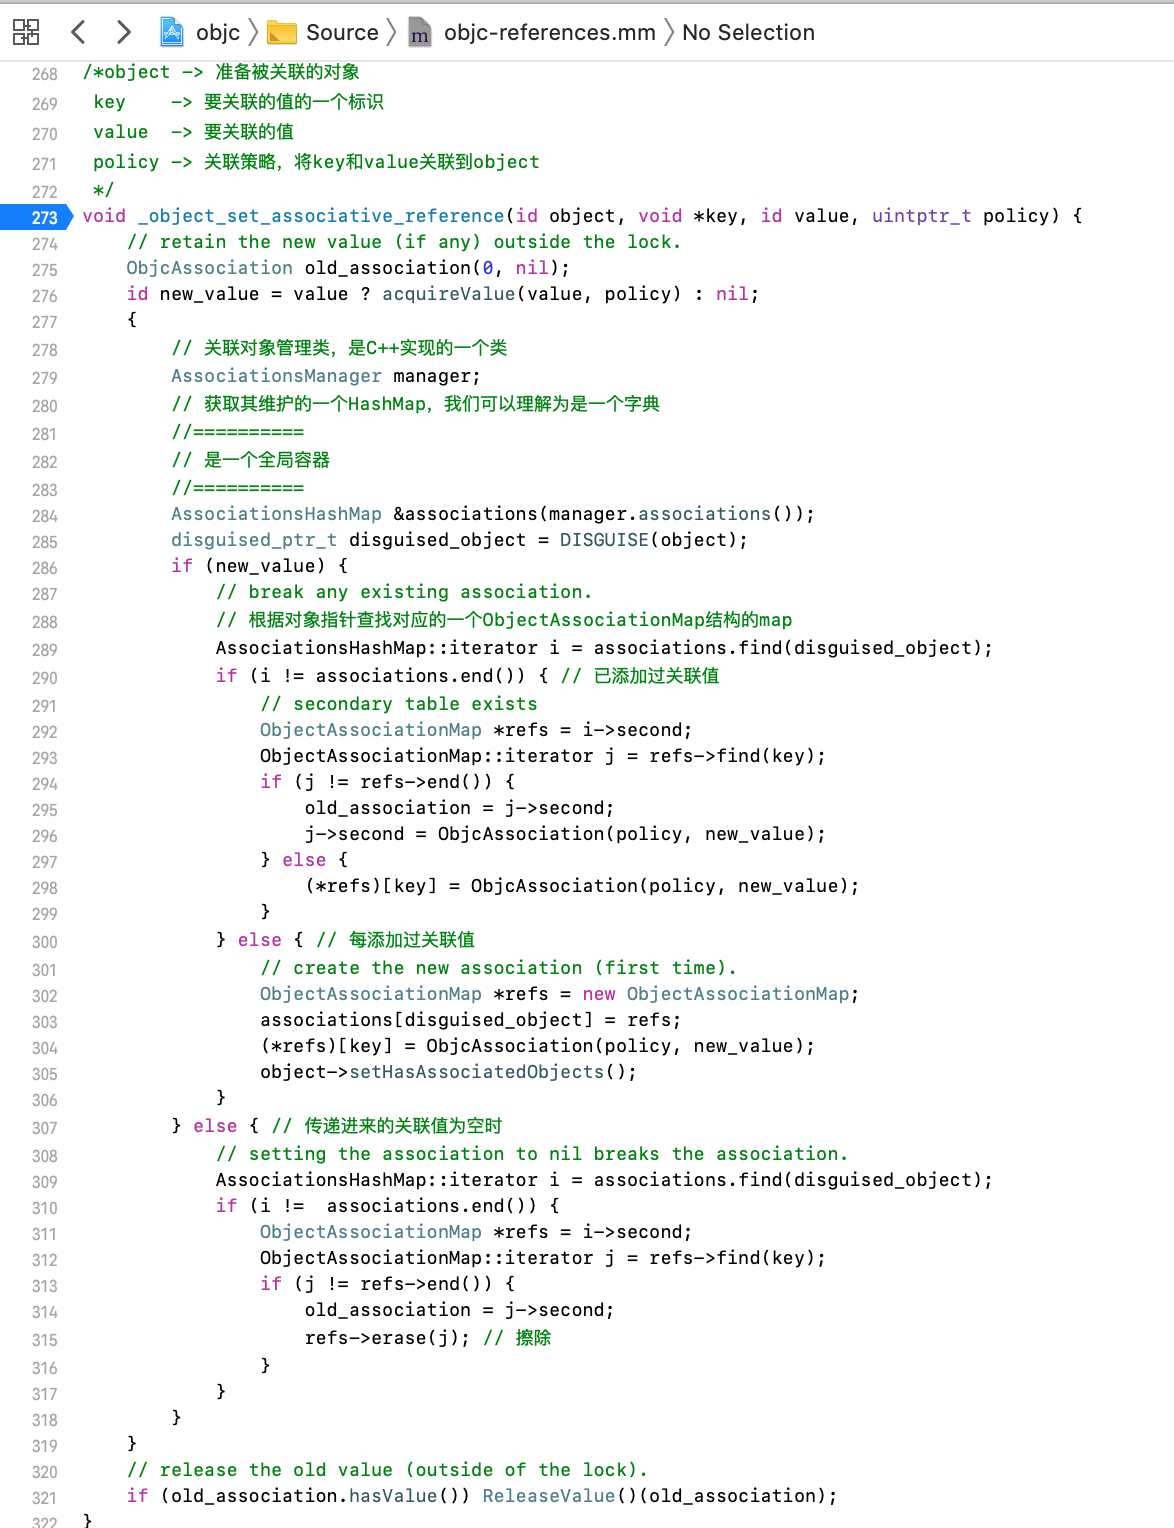 objc 〉 Source 〉 m objc-references.mm 〉 No Selection
268 /*object -> 准备被关联的对象
269 key    -> 要关联的值的一个标识
270 value  -> 要关联的值
271 policy -> 关联策略，将key和value关联到object
272 */
273 void _object_set_associative_reference(id object, void *key, id value, uintptr_t policy) {
274     // retain the new value (if any) outside the lock.
275     ObjcAssociation old_association(0, nil);
276     id new_value = value ? acquireValue(value, policy) : nil;
277     {
278         // 关联对象管理类，是C++实现的一个类
279         AssociationsManager manager;
280         // 获取其维护的一个HashMap，我们可以理解为是一个字典
281         //==========
282         // 是一个全局容器
283         //==========
284         AssociationsHashMap &associations(manager.associations());
285         disguised_ptr_t disguised_object = DISGUISE(object);
286         if (new_value) {
287             // break any existing association.
288             // 根据对象指针查找对应的一个ObjectAssociationMap结构的map
289             AssociationsHashMap::iterator i = associations.find(disguised_object);
290             if (i != associations.end()) { // 已添加过关联值
291                 // secondary table exists
292                 ObjectAssociationMap *refs = i->second;
293                 ObjectAssociationMap::iterator j = refs->find(key);
294                 if (j != refs->end()) {
295                     old_association = j->second;
296                     j->second = ObjcAssociation(policy, new_value);
297                 } else {
298                     (*refs)[key] = ObjcAssociation(policy, new_value);
299                 }
300             } else { // 每添加过关联值
301                 // create the new association (first time).
302                 ObjectAssociationMap *refs = new ObjectAssociationMap;
303                 associations[disguised_object] = refs;
304                 (*refs)[key] = ObjcAssociation(policy, new_value);
305                 object->setHasAssociatedObjects();
306             }
307         } else { // 传递进来的关联值为空时
308             // setting the association to nil breaks the association.
309             AssociationsHashMap::iterator i = associations.find(disguised_object);
310             if (i !=  associations.end()) {
311                 ObjectAssociationMap *refs = i->second;
312                 ObjectAssociationMap::iterator j = refs->find(key);
313                 if (j != refs->end()) {
314                     old_association = j->second;
315                     refs->erase(j); // 擦除
316                 }
317             }
318         }
319     }
320     // release the old value (outside of the lock).
321     if (old_association.hasValue()) ReleaseValue()(old_association);
322 }